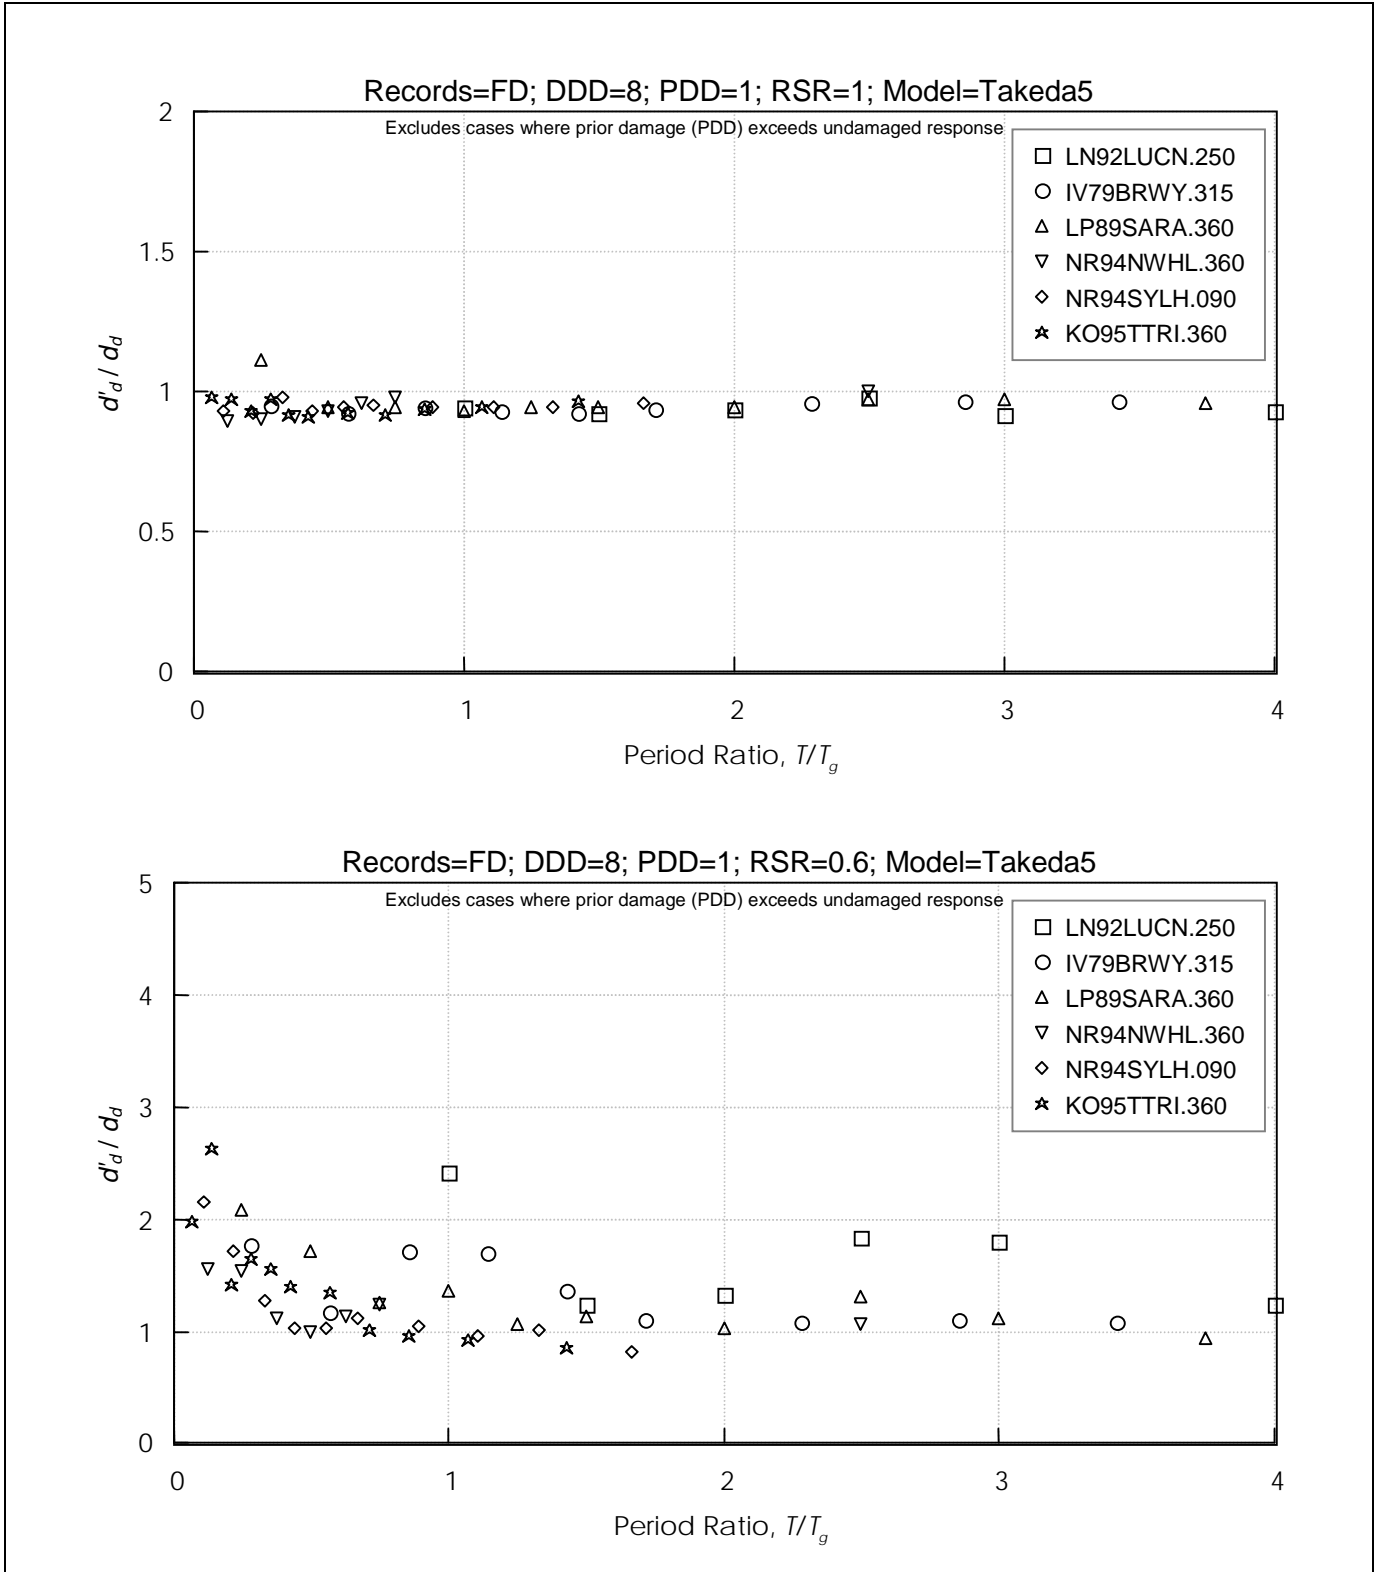 Records=FD; DDD=8; PDD=1; RSR=1; Model=Takeda5
Excludes cases where prior damage (PDD) exceeds undamaged response
LN92LUCN.250
IV79BRWY.315
LP89SARA.360
NR94NWHL.360
NR94SYLH.090
KO95TTRI.360
2
1.5
1
0.5
0
d'd / dd
0 1 2 3 4
Period Ratio, T/Tg
Records=FD; DDD=8; PDD=1; RSR=0.6; Model=Takeda5
Excludes cases where prior damage (PDD) exceeds undamaged response
LN92LUCN.250
IV79BRWY.315
LP89SARA.360
NR94NWHL.360
NR94SYLH.090
KO95TTRI.360
5
4
3
2
1
0
d'd / dd
0 1 2 3 4
Period Ratio, T/Tg